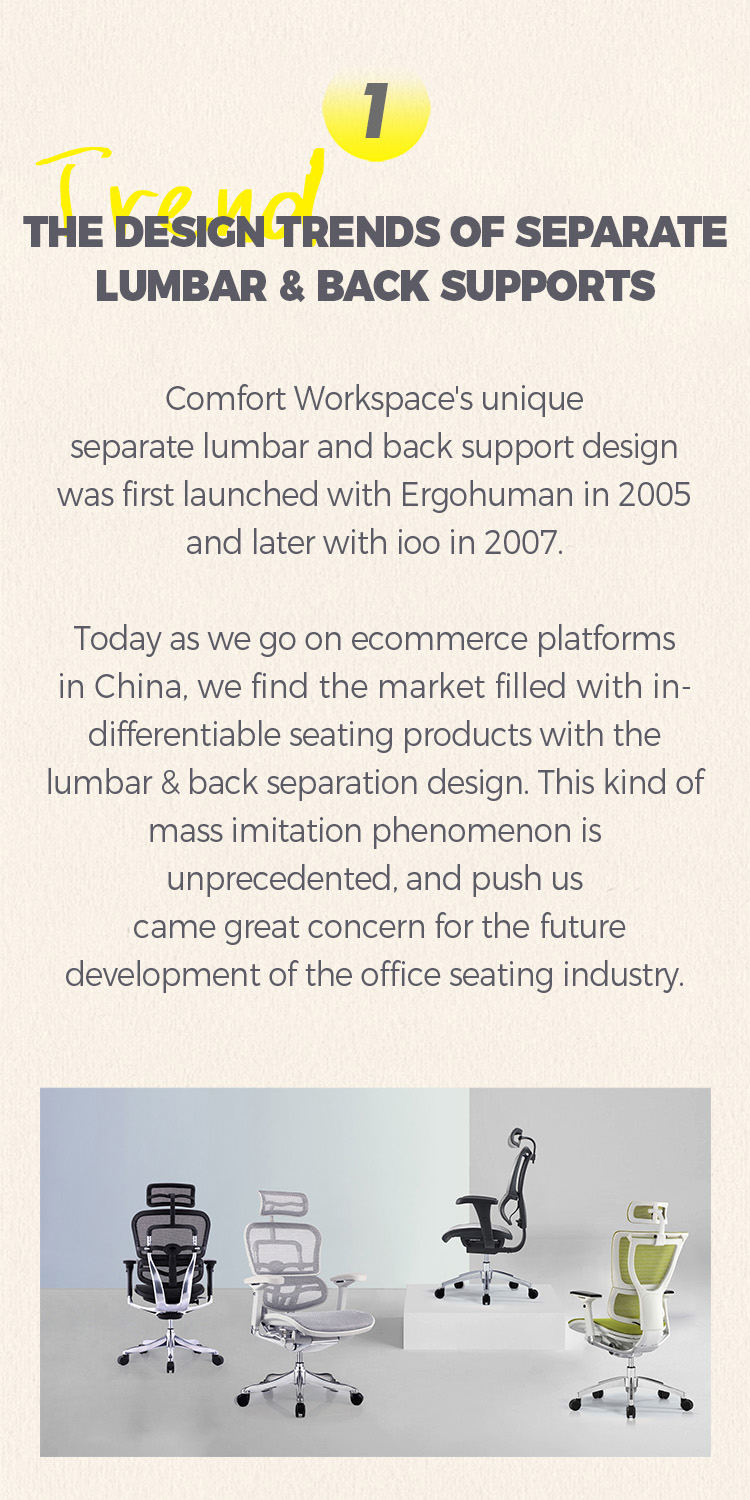 1
Trend
THE DESIGN TRENDS OF SEPARATE
LUMBAR & BACK SUPPORTS
Comfort Workspace's unique
separate lumbar and back support design
was first launched with Ergohuman in 2005
and later with ioo in 2007.
Today as we go on ecommerce platforms
in China, we find the market filled with in-
differentiable seating products with the
lumbar & back separation design. This kind of
mass imitation phenomenon is
unprecedented, and push us
came great concern for the future
development of the office seating industry.